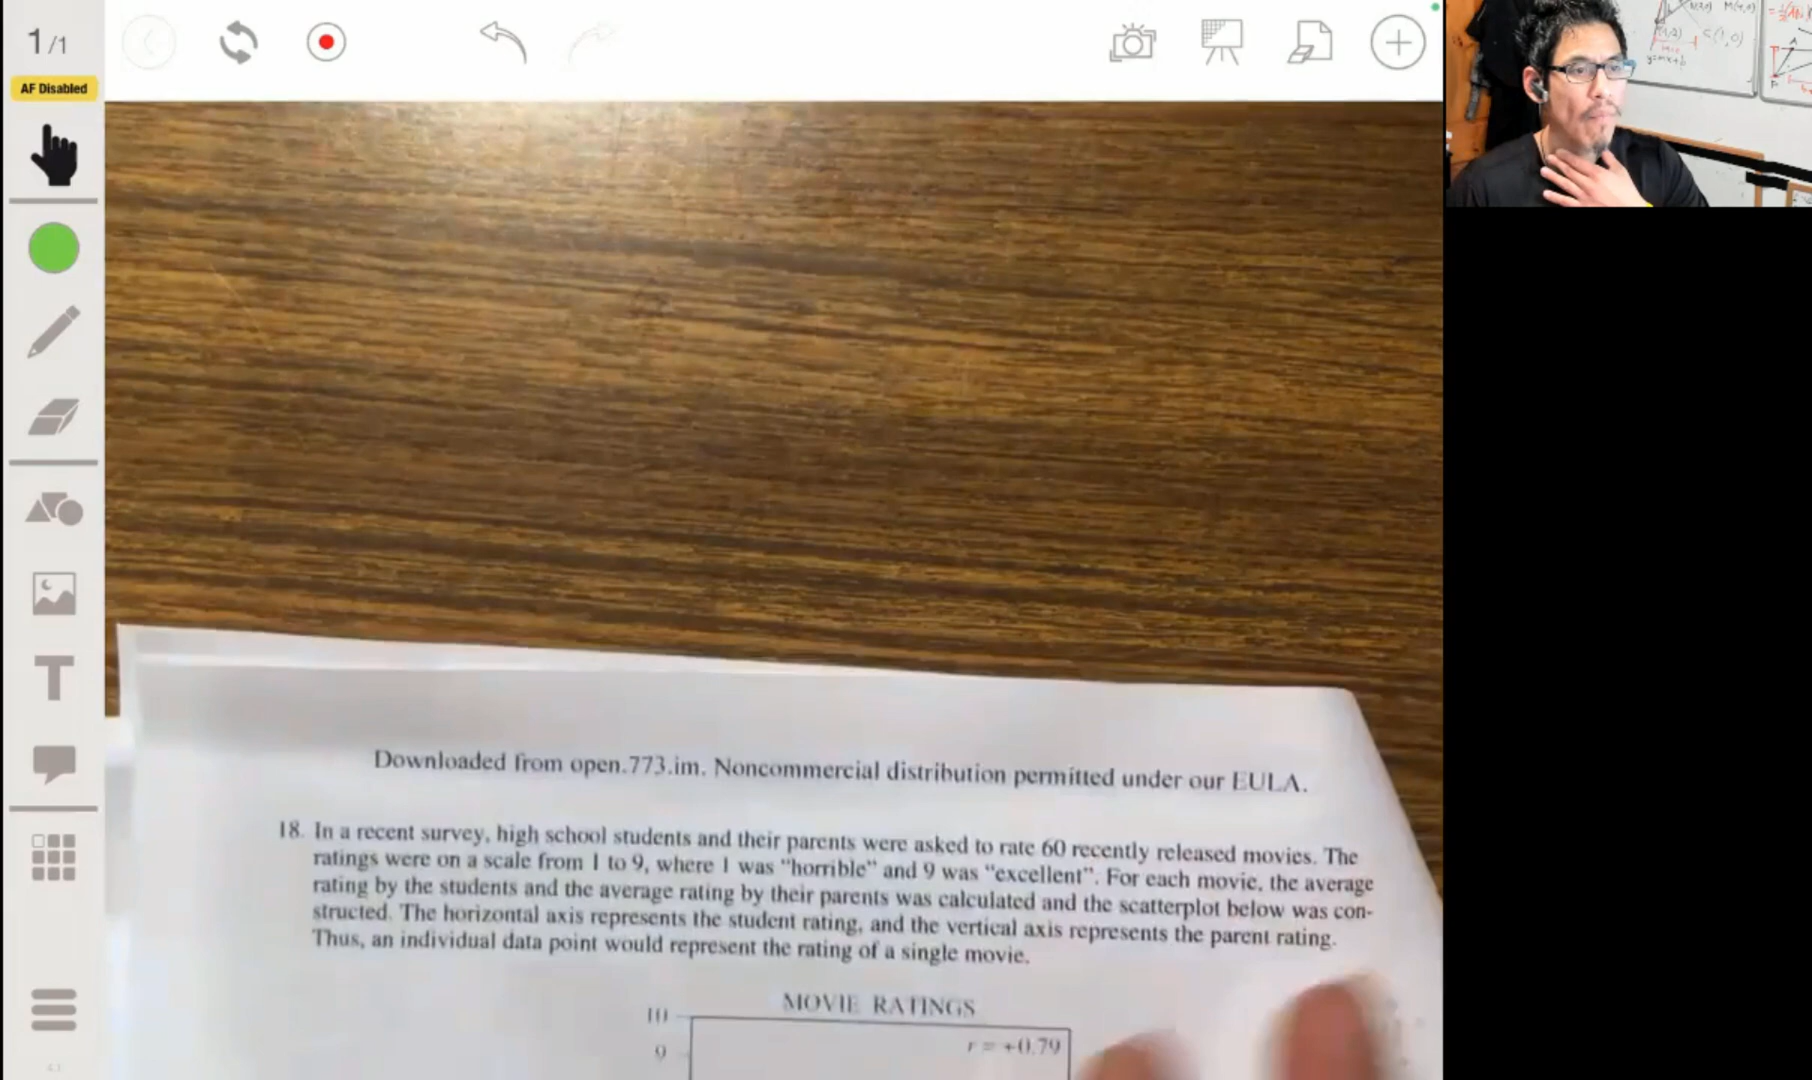 1/1
AF Disabled
T
Downloaded from open.773.im. Noncommercial distribution permitted under our EULA.
18. In a recent survey, high school students and their parents were asked to rate 60 recently released movies. The
ratings were on a scale from 1 to 9, where 1 was "horrible" and 9 was "excellent". For each movie, the average
rating by the students and the average rating by their parents was calculated and the scatterplot below was con-
structed. The horizontal axis represents the student rating, and the vertical axis represents the parent rating.
Thus, an individual data point would represent the rating of a single movie.
MOVIE RATINGS
10
9
r = +0.79
M(4,0)
C(1,0)
y=mx+b